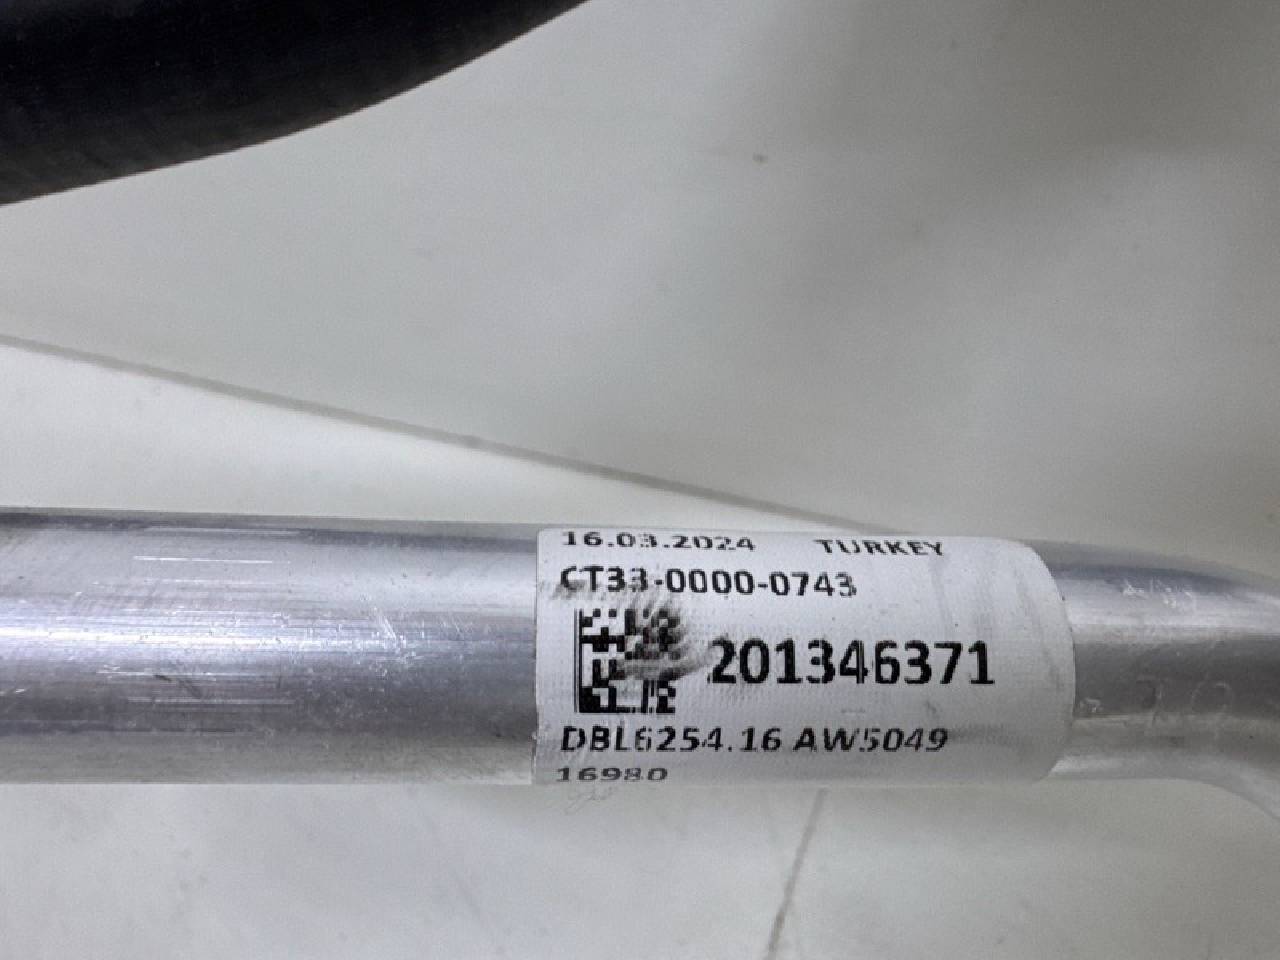 16.03.2024 TURKEY
CT33-0000-0743
201346371
DBL6254.16 AW5049
16980